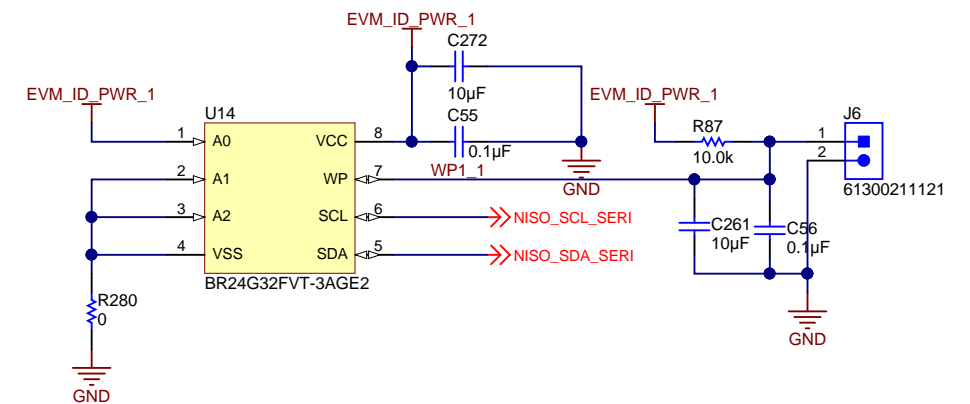 EVM_ID_PWR_1
C272
10µF
EVM_ID_PWR_1
U14
C55
0.1µF
EVM_ID_PWR_1
R87
10.0k
J6
1
2
61300211121
1 A0 VCC 8
2 A1 WP 7 WP1_1
GND
3 A2 SCL 6 NISO_SCL_SERI
4 VSS SDA 5 NISO_SDA_SERI
BR24G32FVT-3AGE2
C261
10µF
C56
0.1µF
R280
0
GND
GND